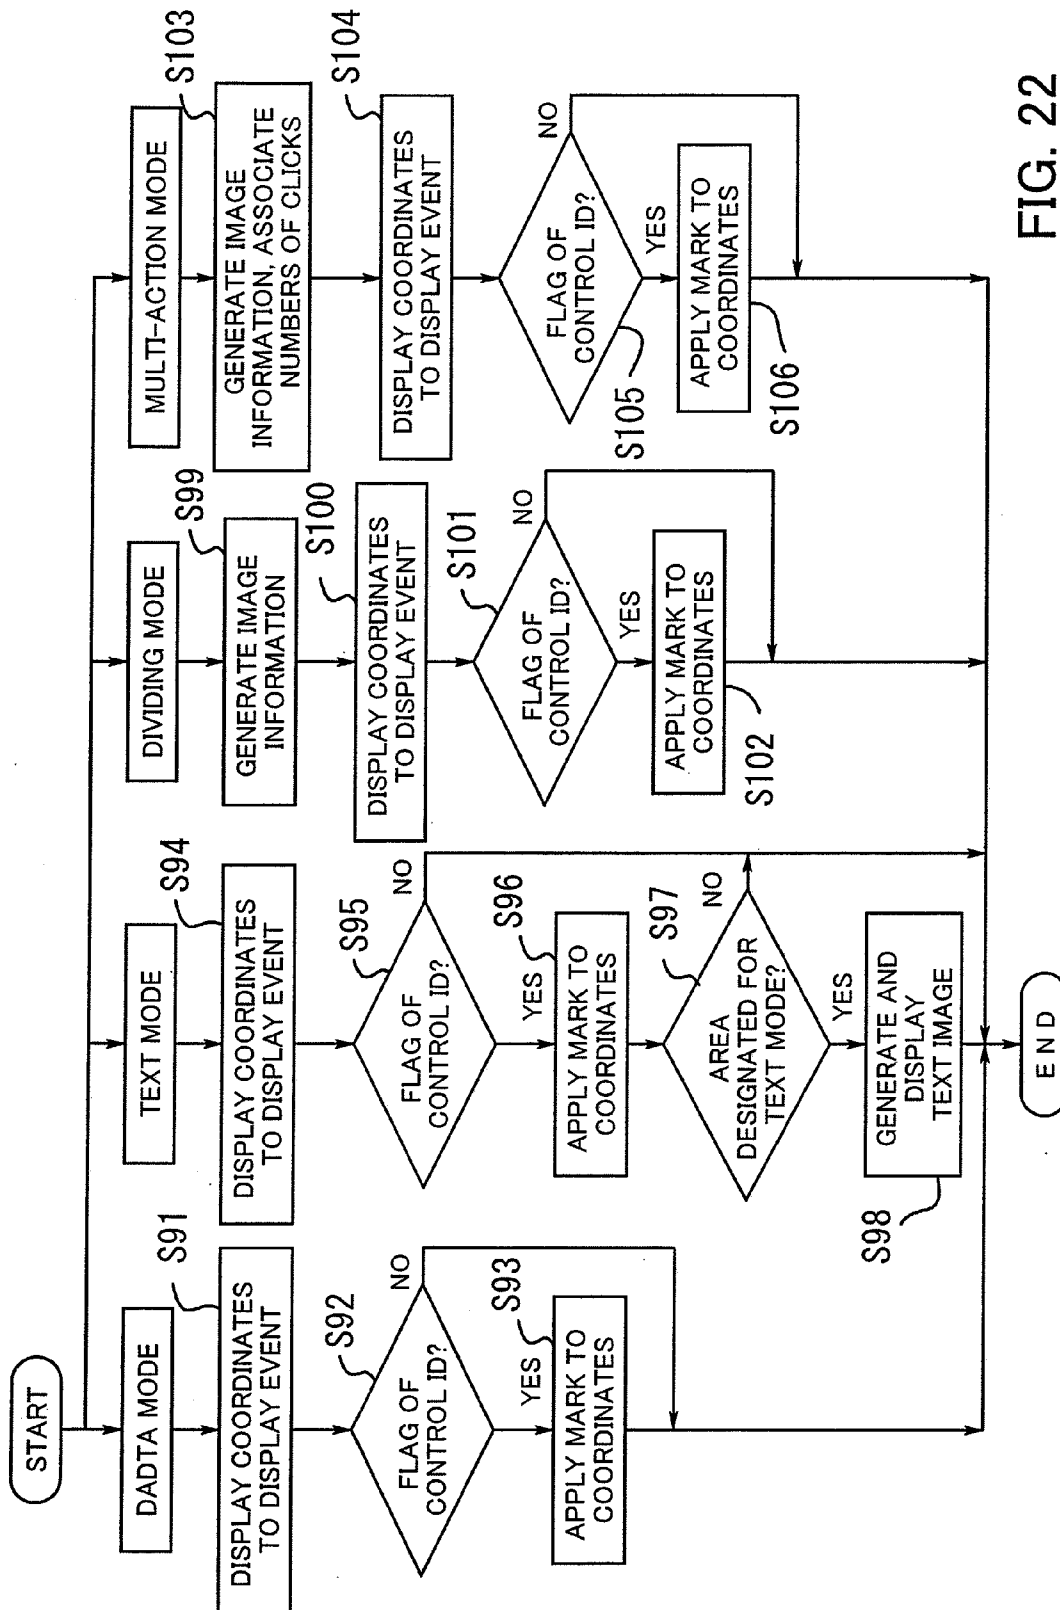 START
DADTA MODE
S91
DISPLAY COORDINATES
TO DISPLAY EVENT
S92
FLAG OF
CONTROL ID?
NO
YES
S93
APPLY MARK TO
COORDINATES
TEXT MODE
S94
DISPLAY COORDINATES
TO DISPLAY EVENT
S95
FLAG OF
CONTROL ID?
NO
YES
S96
APPLY MARK TO
COORDINATES
S97
AREA
DESIGNATED FOR
TEXT MODE?
NO
YES
GENERATE AND
DISPLAY
TEXT IMAGE
S98
DIVIDING MODE
S99
GENERATE IMAGE
INFORMATION
S100
DISPLAY COORDINATES
TO DISPLAY EVENT
S101
FLAG OF
CONTROL ID?
NO
YES
APPLY MARK TO
COORDINATES
S102
MULTI-ACTION MODE
S103
GENERATE IMAGE
INFORMATION, ASSOCIATE
NUMBERS OF CLICKS
S104
DISPLAY COORDINATES
TO DISPLAY EVENT
FLAG OF
CONTROL ID?
NO
S105
YES
APPLY MARK TO
COORDINATES
S106
END
FIG. 22